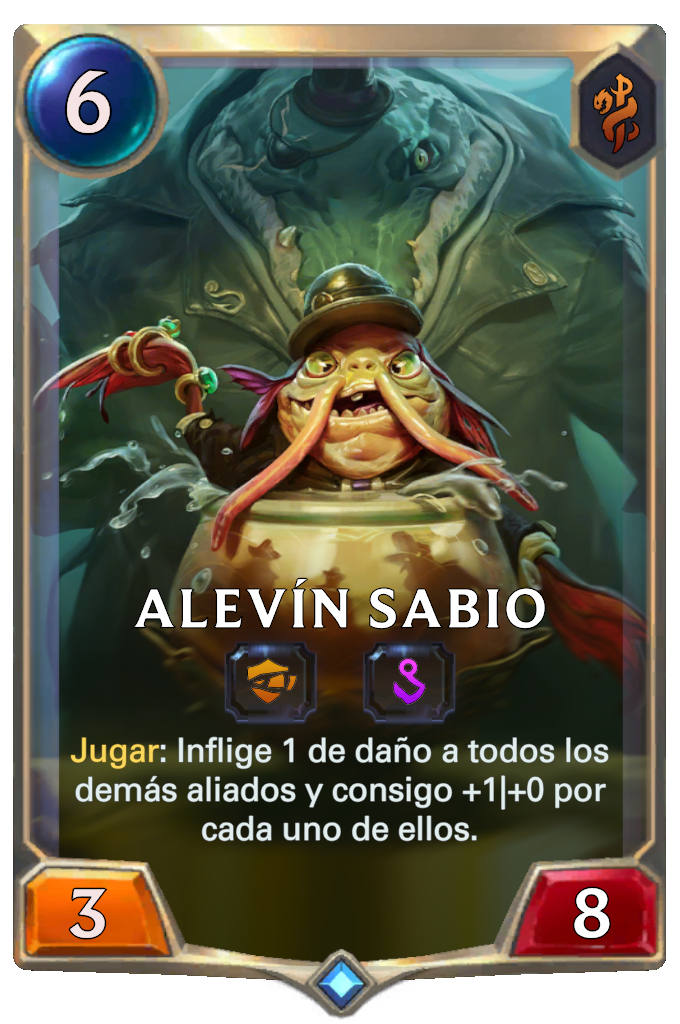 6
ALEVÍN SABIO
Jugar: Inflige 1 de daño a todos los
demás aliados y consigo +1|+0 por
cada uno de ellos.
3
8